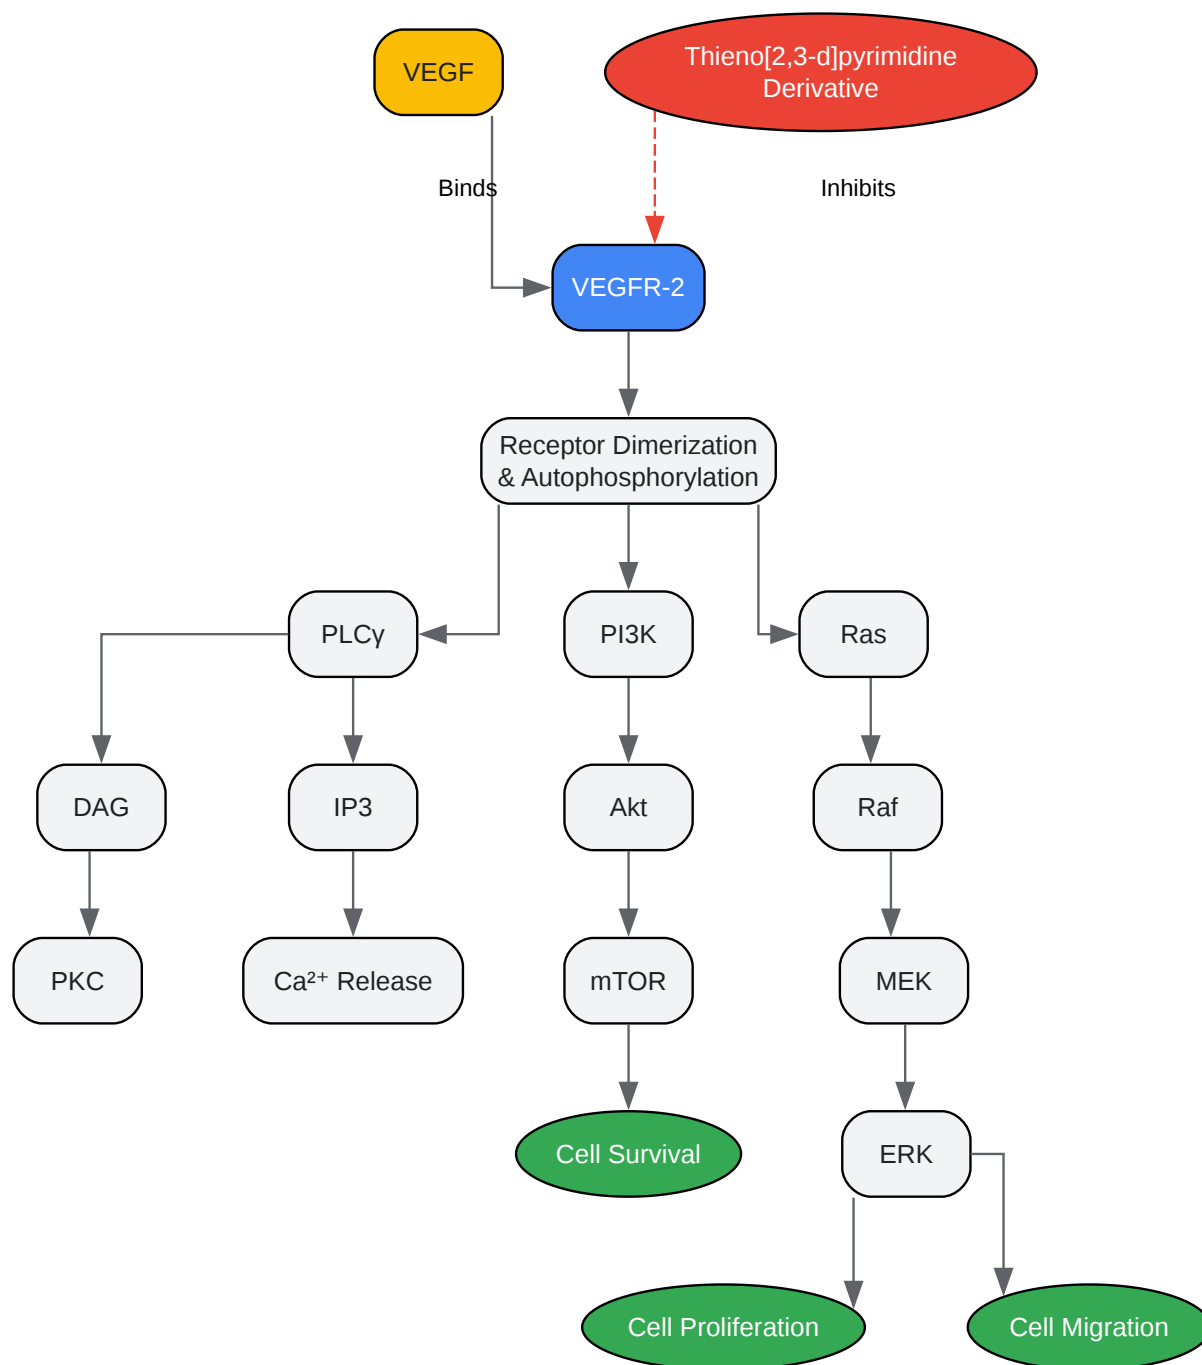 VEGF
Thieno[2,3-d]pyrimidine
Derivative
Binds
Inhibits
VEGFR-2
Receptor Dimerization
& Autophosphorylation
PLCγ
PI3K
Ras
DAG
IP3
Akt
Raf
PKC
Ca²⁺ Release
mTOR
MEK
Cell Survival
ERK
Cell Proliferation
Cell Migration